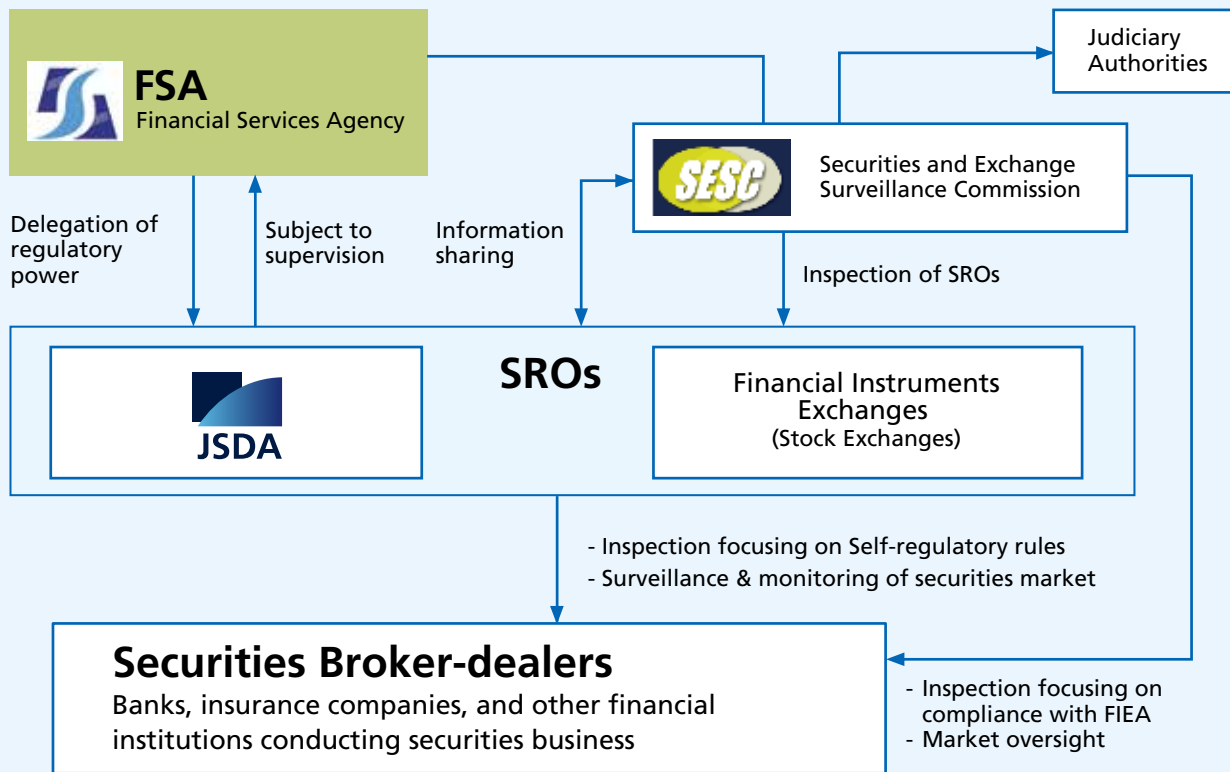 FSA
Financial Services Agency
Judiciary
Authorities
SESC
Securities and Exchange
Surveillance Commission
Delegation of
regulatory
power
Subject to
supervision
Information
sharing
Inspection of SROs
SROs
JSDA
Financial Instruments
Exchanges
(Stock Exchanges)
- Inspection focusing on Self-regulatory rules
- Surveillance & monitoring of securities market
Securities Broker-dealers
Banks, insurance companies, and other financial
institutions conducting securities business
- Inspection focusing on
compliance with FIEA
- Market oversight